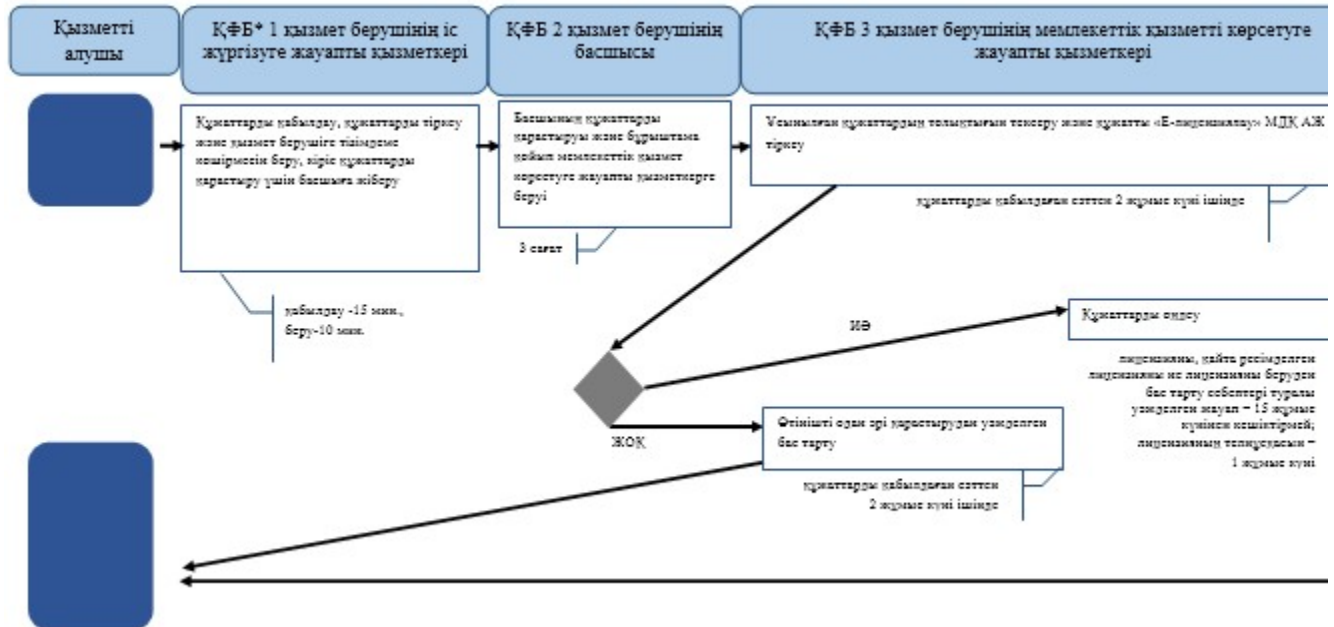 Қызметті
алушы
ҚФБ* 1 қызмет берушінің іс
жүргізуге жауапты қызметкері
ҚФБ 2 қызмет берушінің
басшысы
ҚФБ 3 қызмет берушінің мемлекеттік қызметті көрсетуге
жауапты қызметкері
Құжаттарды қабылдау, құжаттарды тіркеу
және қызмет берушіге тізімдеме
көшірмесін беру, кіріс құжаттарды
қарастыру үшін басшыға жіберу
Басшының құжаттарды
қарастыруы және бұрыштама
қойып мемлекеттік қызмет
көрсетуге жауапты қызметкерге
беруі
Ұсынылған құжаттардың толықтығын тексеру және құжатты «Е-лицензиялау» МДҚ АЖ
тіркеу
құжаттарды қабылдаған сәттен 2 жұмыс күні ішінде
3 сағат
қабылдау -15 мин.,
беру-10 мин.
ИӘ
Құжаттарды өңдеу
лицензияны, қайта ресімделген
лицензияны не лицензияны беруден
бас тарту себептері туралы
уәжделген жауап – 15 жұмыс
күнінен кешіктірмей;
лицензияның телнұсқасын –
1 жұмыс күні
ЖОҚ
Өтінішті одан әрі қарастырудан уәжделген
бас тарту
құжаттарды қабылдаған сәттен
2 жұмыс күні ішінде